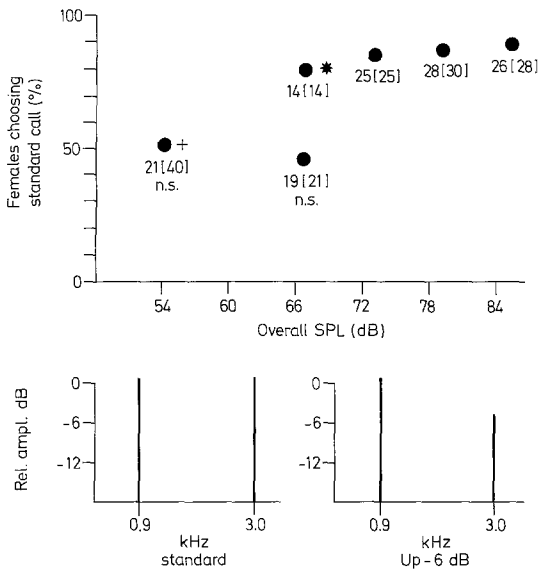 Females choosing
standard call (%)
100
50
0
14[14] ✱
25[25]
28[30]
26[28]
+
21[40]
n.s.
19[21]
n.s.
54 60 66 72 78 84
Overall SPL (dB)
Rel. ampl. dB
0
-6
-12
0.9 3.0
kHz
standard
0
-6
-12
0.9 3.0
kHz
Up-6 dB